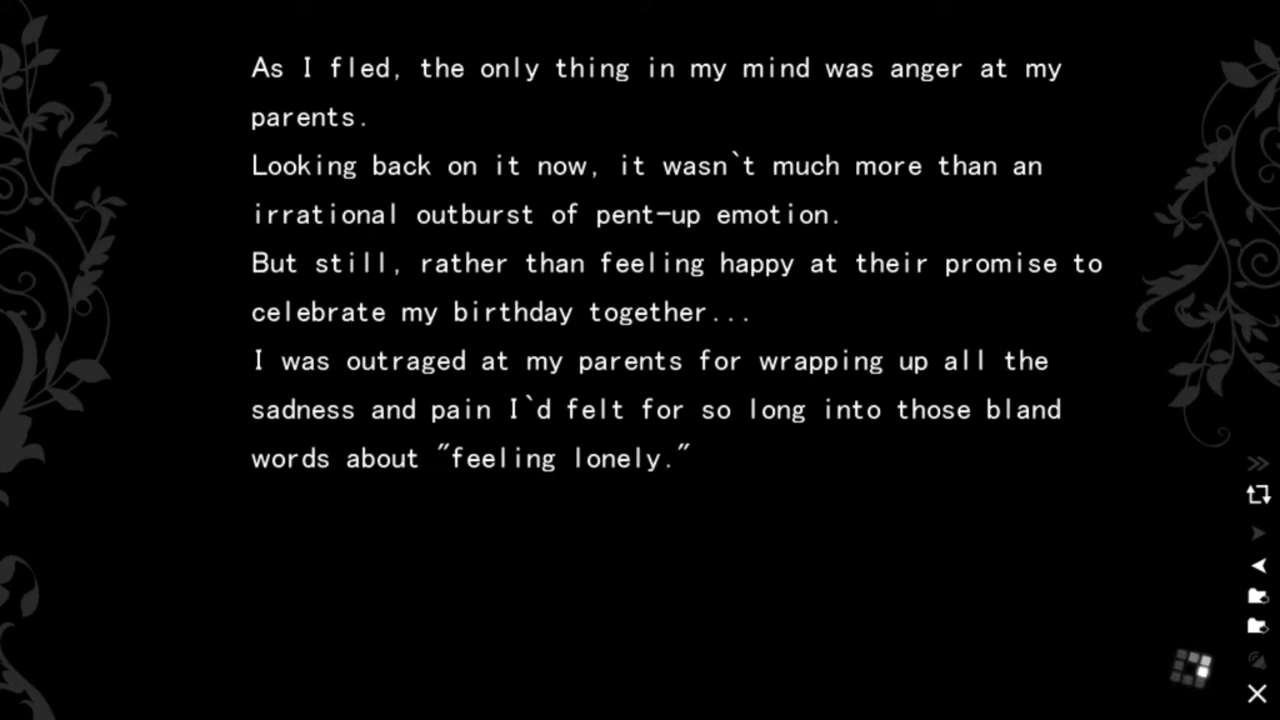 As I fled, the only thing in my mind was anger at my
parents.
Looking back on it now, it wasn`t much more than an
irrational outburst of pent-up emotion.
But still, rather than feeling happy at their promise to
celebrate my birthday together...
I was outraged at my parents for wrapping up all the
sadness and pain I`d felt for so long into those bland
words about "feeling lonely."